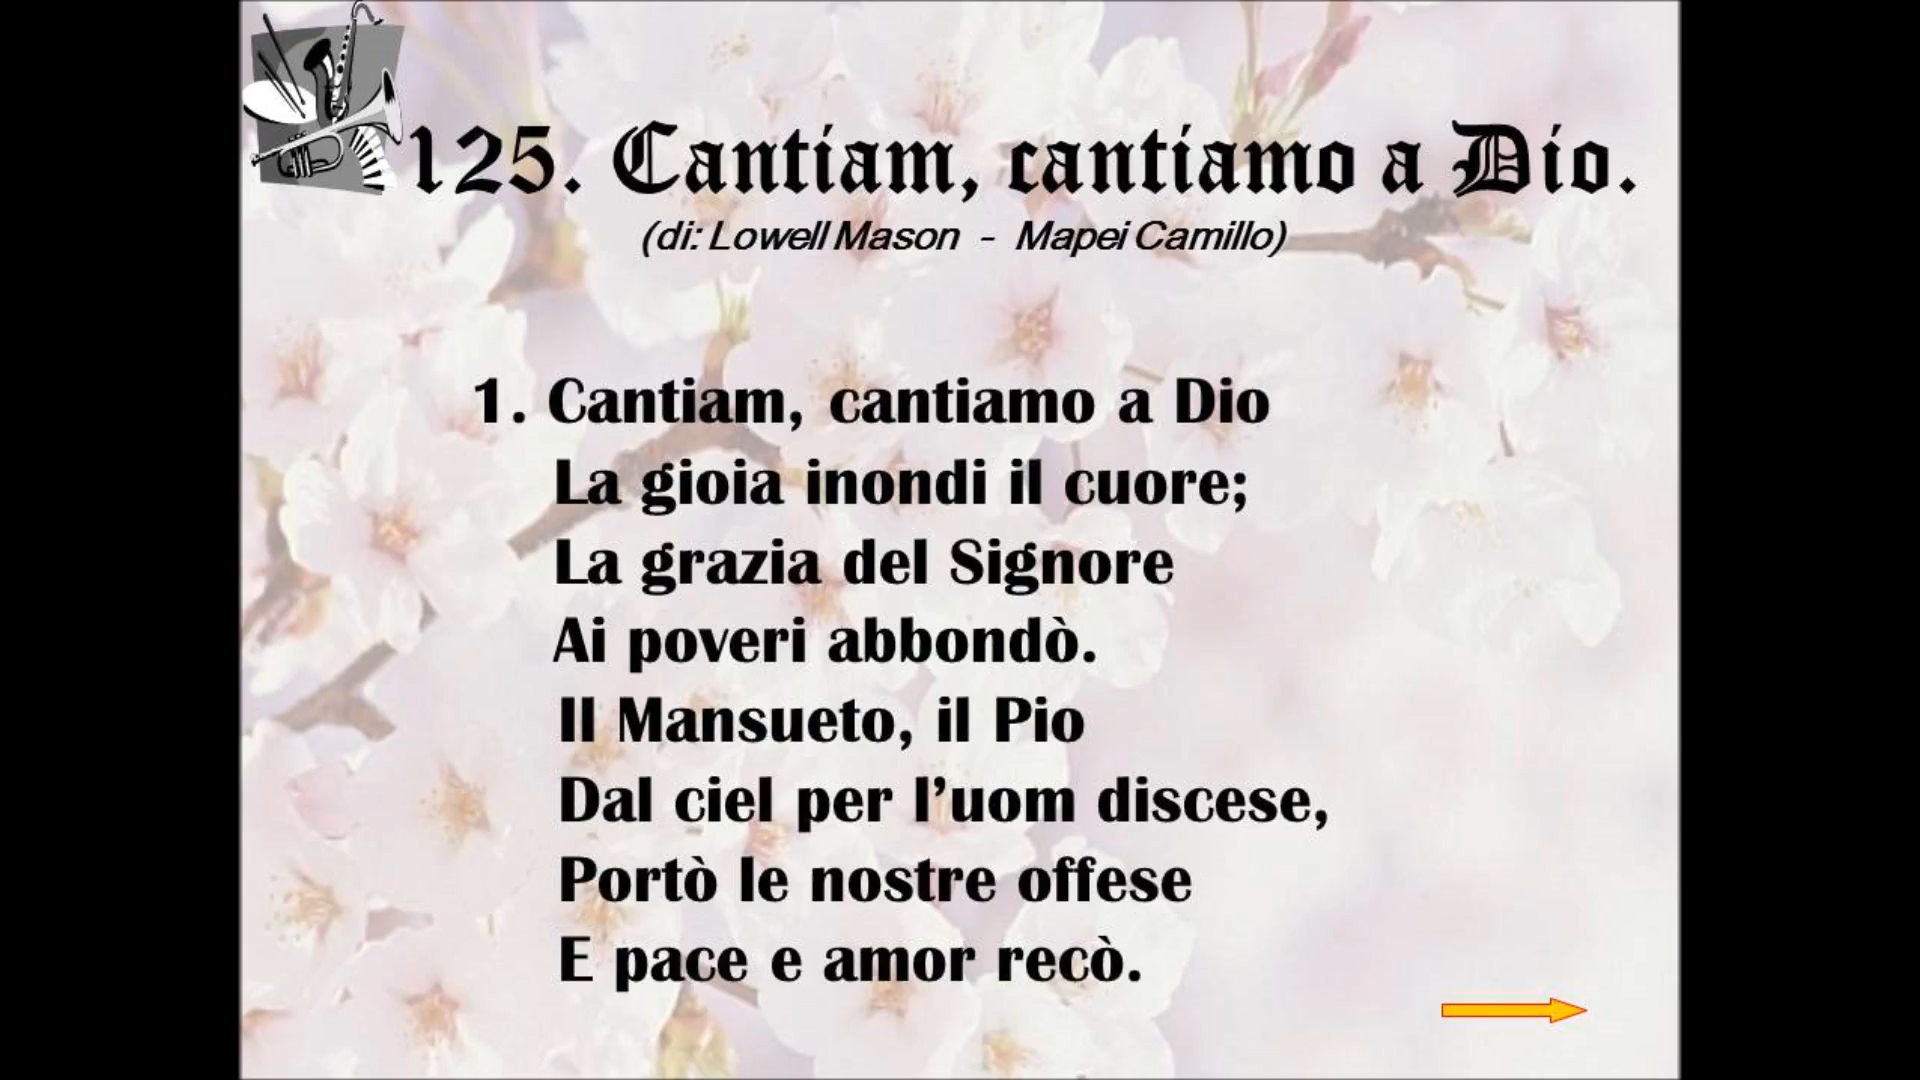 125. Cantiam, cantiamo a Dio.
(di: Lowell Mason - Mapei Camillo)
1. Cantiam, cantiamo a Dio
La gioia inondi il cuore;
La grazia del Signore
Ai poveri abbondò.
Il Mansueto, il Pio
Dal ciel per l’uom discese,
Portò le nostre offese
E pace e amor recò.